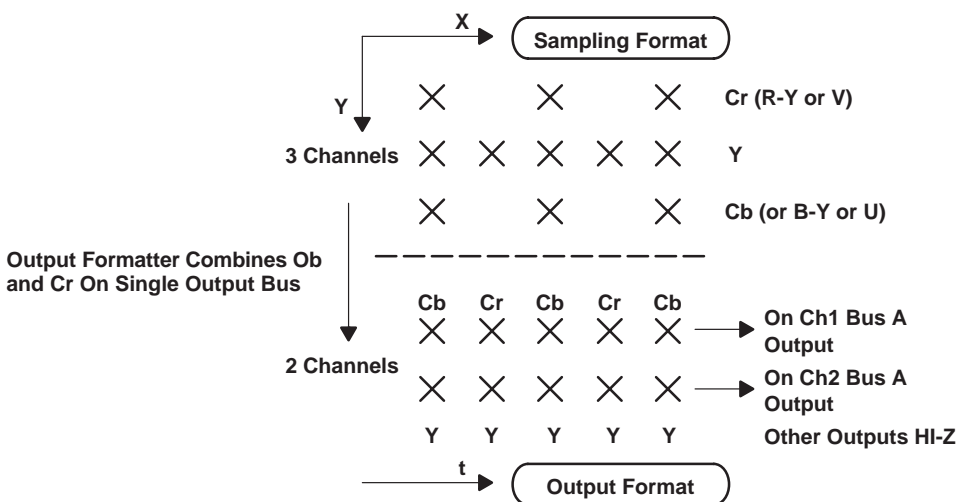 X
Sampling Format
Y
Cr (R-Y or V)
3 Channels
Y
Cb (or B-Y or U)
Output Formatter Combines Ob
and Cr On Single Output Bus
Cb Cr Cb Cr Cb
On Ch1 Bus A
Output
2 Channels
On Ch2 Bus A
Output
Y Y Y Y Y
Other Outputs HI-Z
t
Output Format